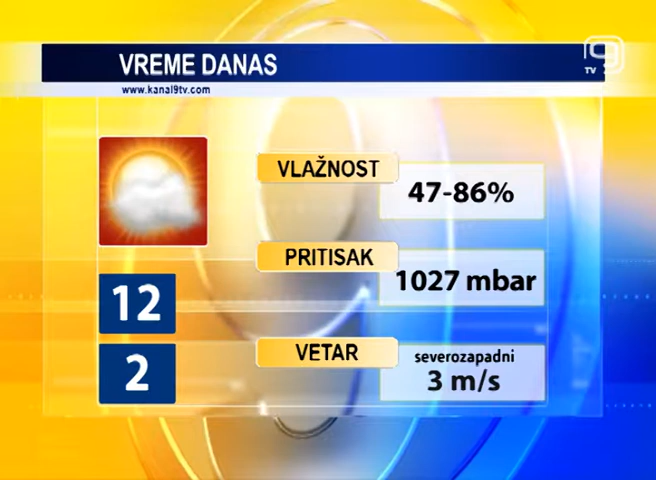 VREME DANAS
www.kanal9tv.com
9
TV
VLAŽNOST
47-86%
PRITISAK
1027 mbar
12
2
VETAR
severozapadni
3 m/s